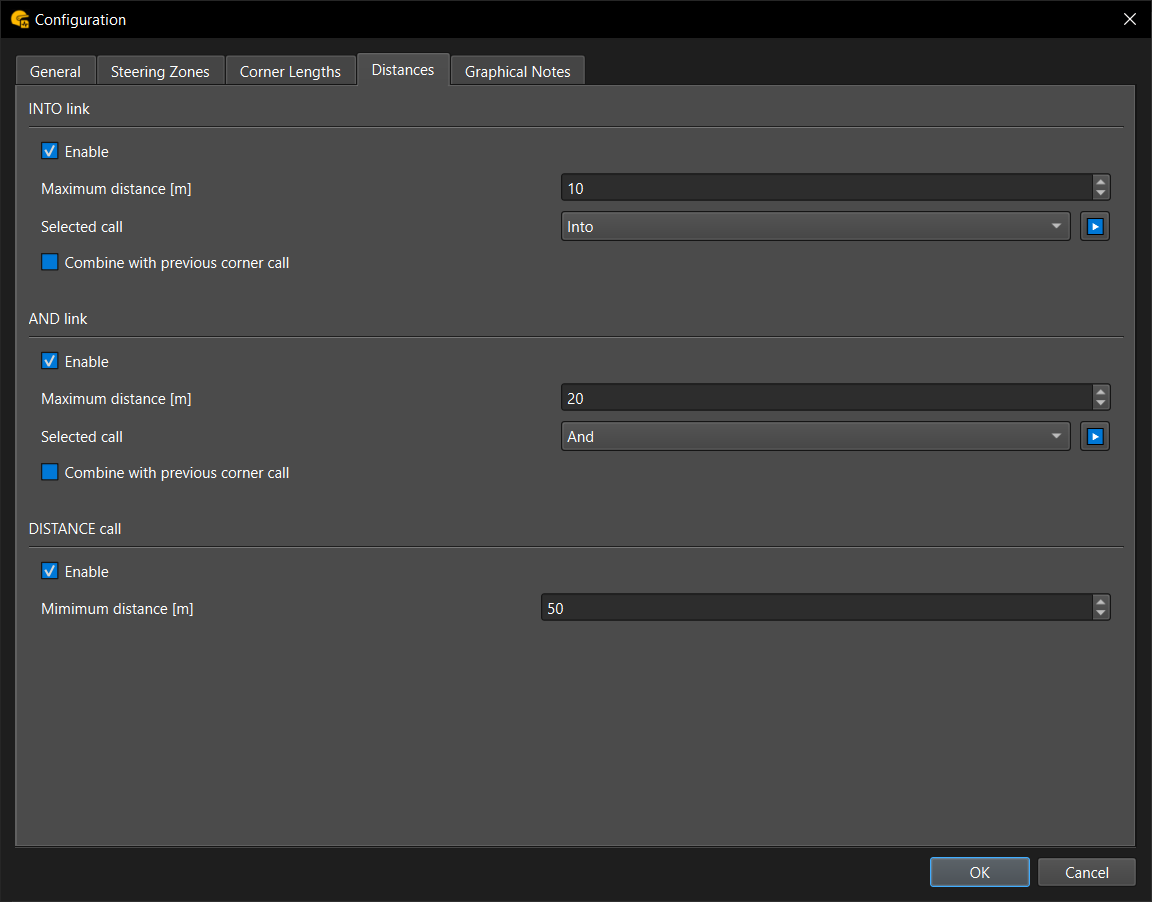 Configuration
General Steering Zones Corner Lengths Distances Graphical Notes
INTO link
Enable
Maximum distance [m] 10
Selected call Into
Combine with previous corner call
AND link
Enable
Maximum distance [m] 20
Selected call And
Combine with previous corner call
DISTANCE call
Enable
Mimimum distance [m] 50
OK Cancel